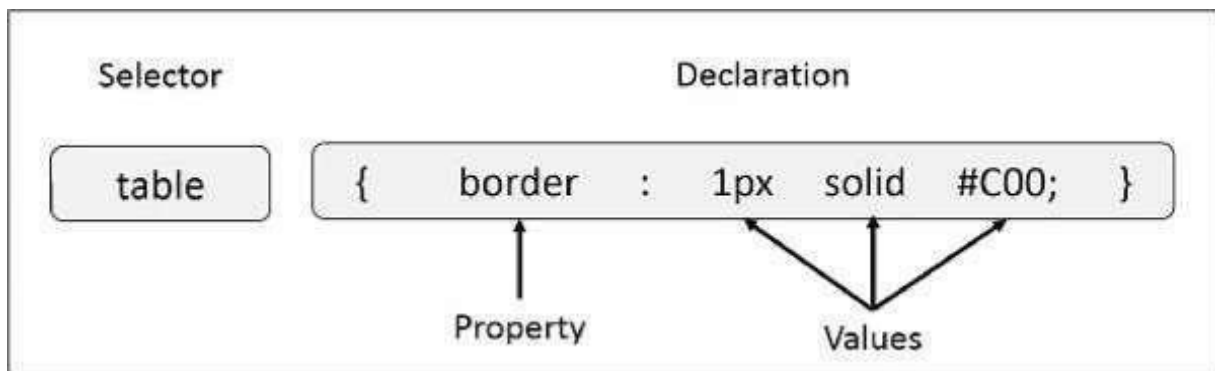 Selector Declaration
table { border : 1px solid #C00; }
Property Values